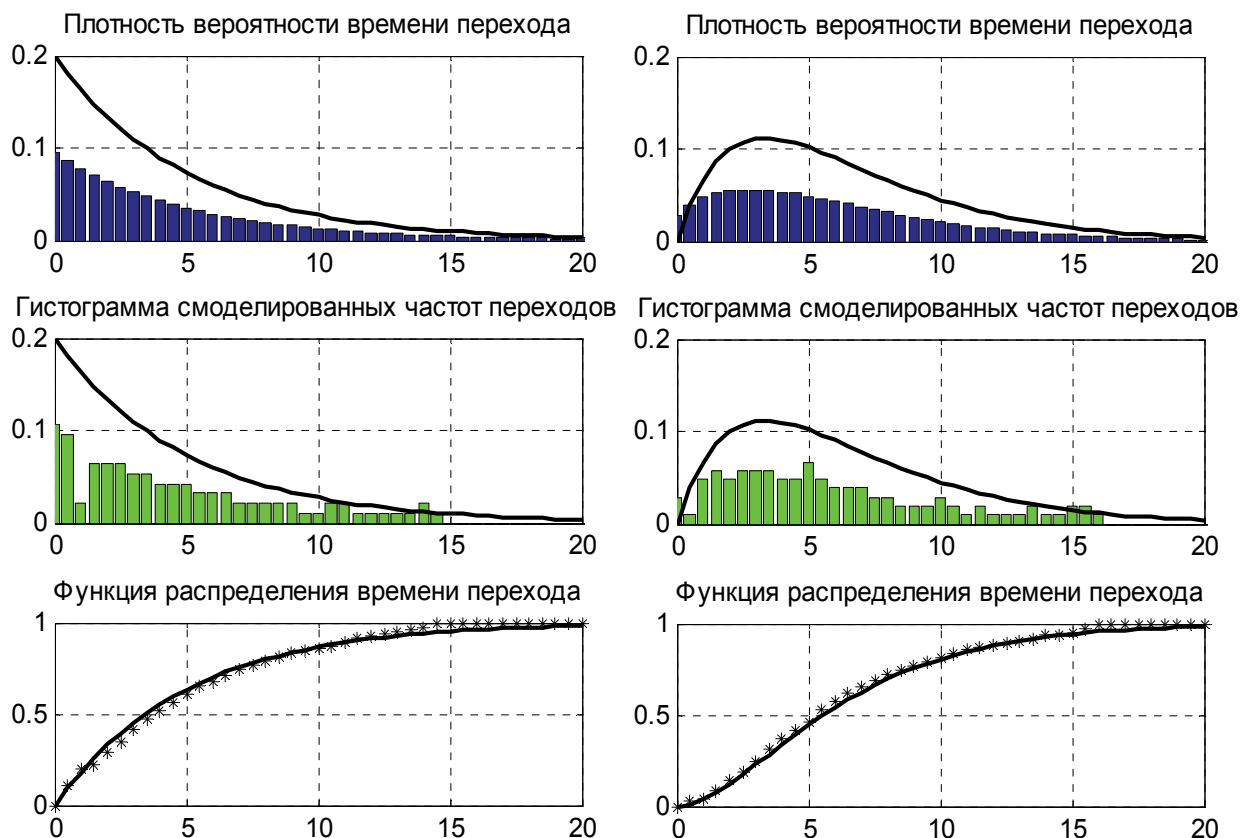 Плотность вероятности времени перехода
0.2
0.1
0
0 5 10 15 20
Гистограмма смоделированных частот переходов
0.2
0.1
0
0 5 10 15 20
Функция распределения времени перехода
1
0.5
0
0 5 10 15 20
Плотность вероятности времени перехода
0.2
0.1
0
0 5 10 15 20
Гистограмма смоделированных частот переходов
0.2
0.1
0
0 5 10 15 20
Функция распределения времени перехода
1
0.5
0
0 5 10 15 20